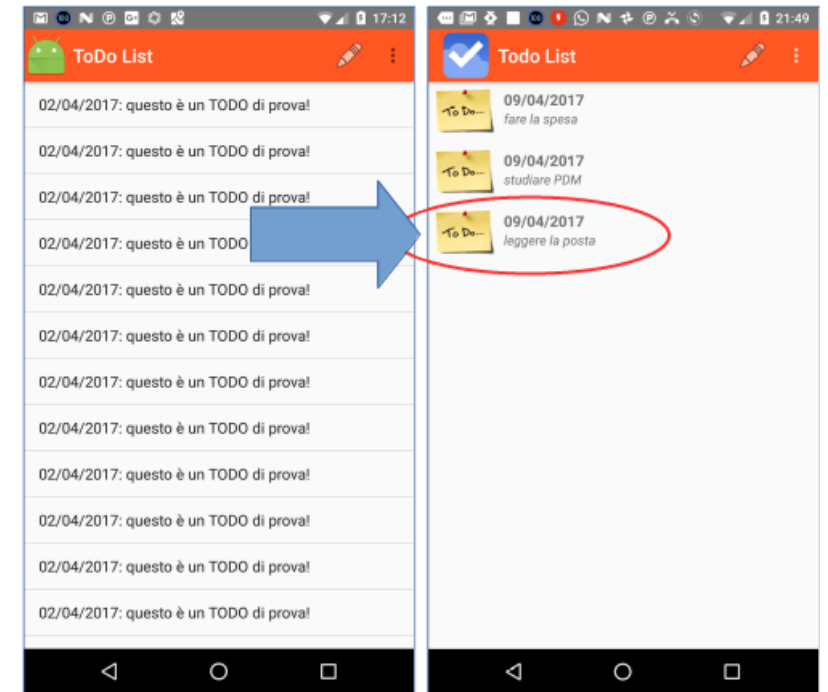 17:12
ToDo List
02/04/2017: questo è un TODO di prova!
02/04/2017: questo è un TODO di prova!
02/04/2017: questo è un TODO di prova!
02/04/2017: questo è un TODO
02/04/2017: questo è un TODO di prova!
02/04/2017: questo è un TODO di prova!
02/04/2017: questo è un TODO di prova!
02/04/2017: questo è un TODO di prova!
02/04/2017: questo è un TODO di prova!
02/04/2017: questo è un TODO di prova!
02/04/2017: questo è un TODO di prova!
02/04/2017: questo è un TODO di prova!
21:49
Todo List
To Do...
09/04/2017
fare la spesa
To Do...
09/04/2017
studiare PDM
To Do...
09/04/2017
leggere la posta